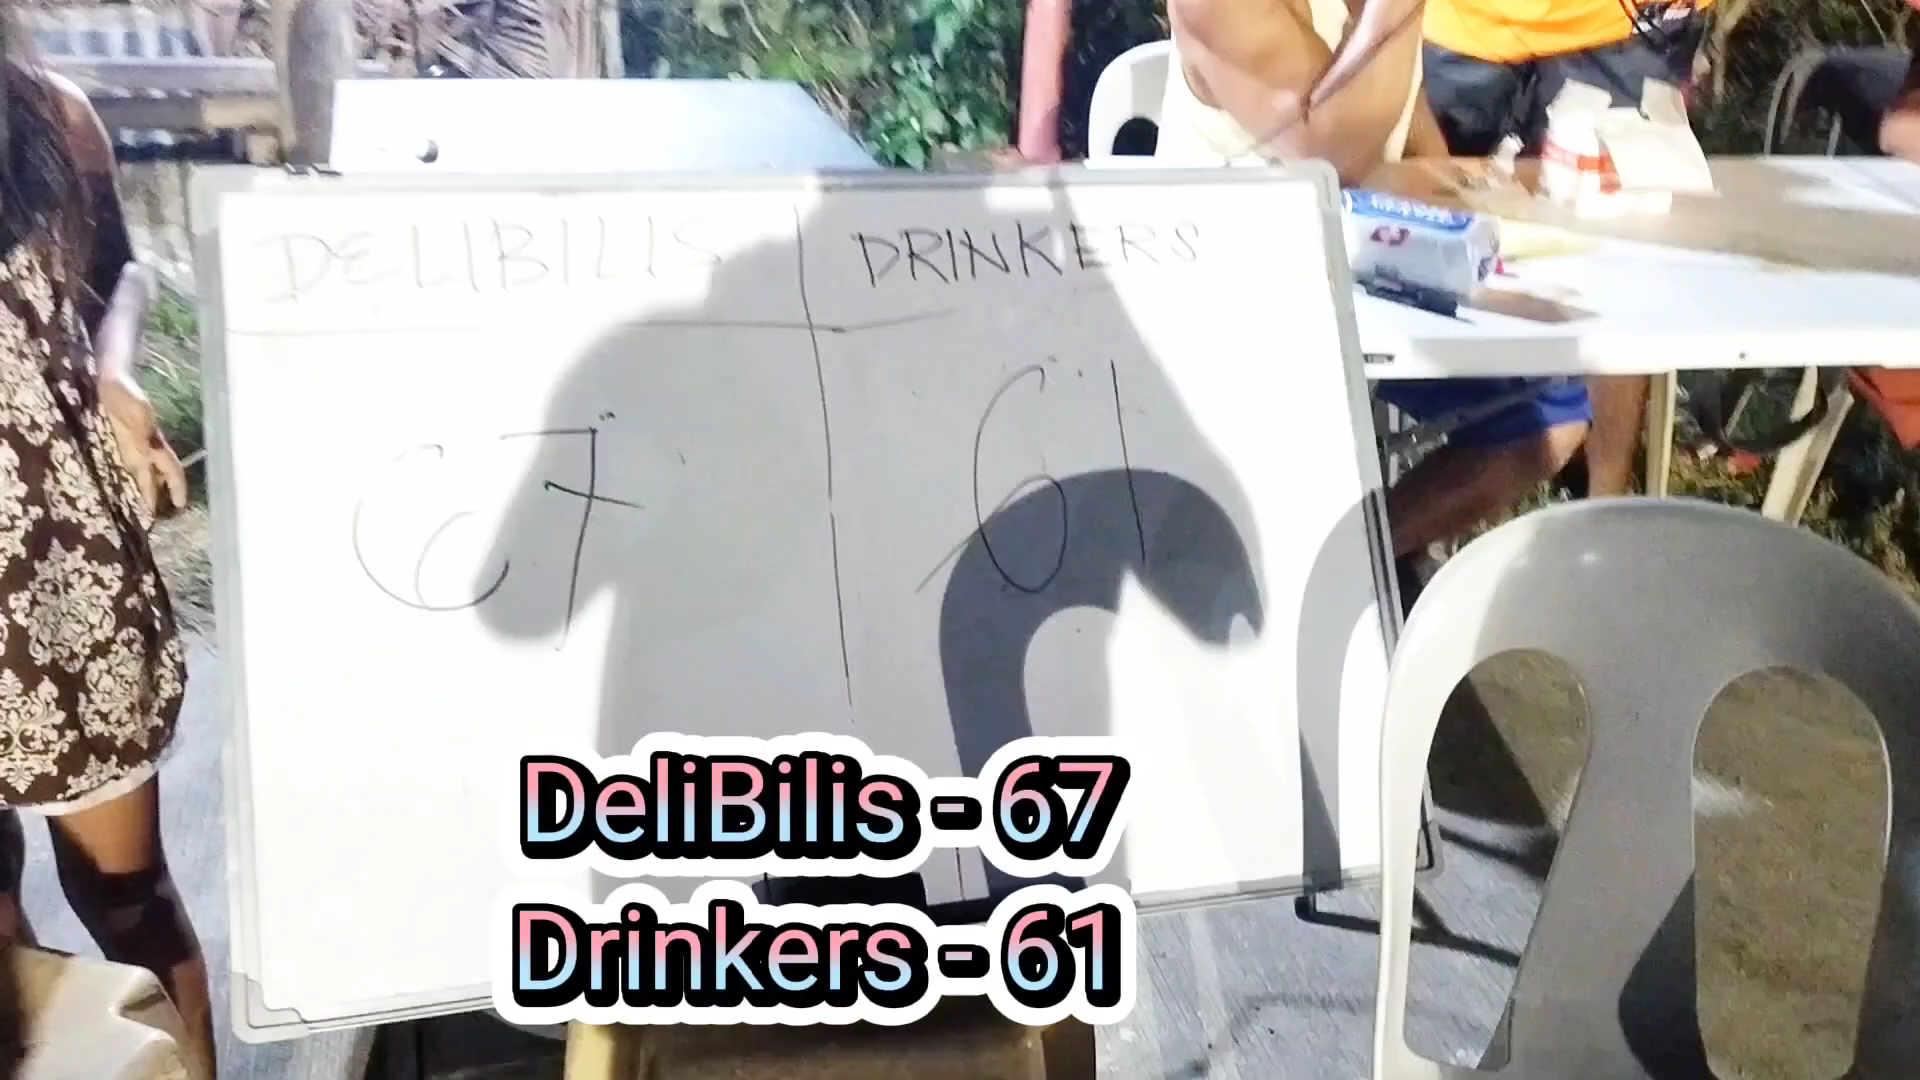 DELIBILIS DRINKERS
67 61
DeliBilis - 67
Drinkers - 61